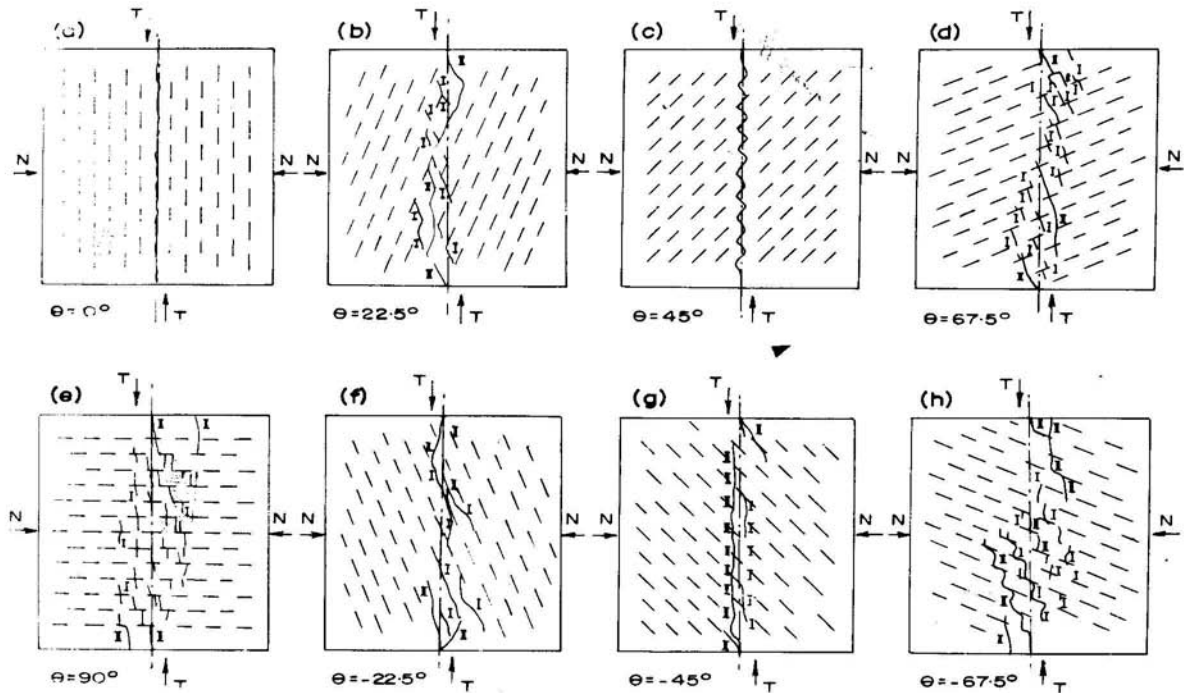 (a) T (b) T (c) T (d) T
N N N N N
θ=0° T θ=22·5° T θ=45° T θ=67·5° T
(e) T (f) T (g) T (h) T
N N N N N
θ=90° T θ=-22·5° T θ=-45° T θ=-67·5° T